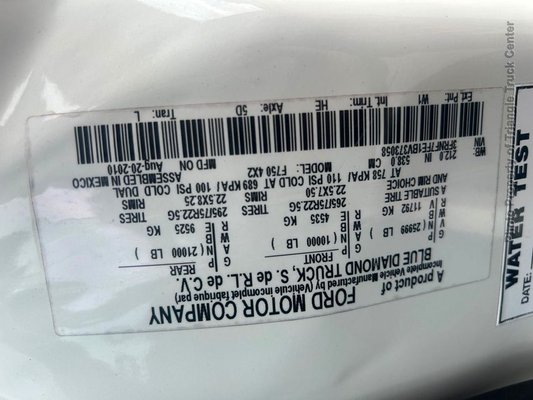 A product of
BLUE DIAMOND TRUCK, S. de R.L. de C.V.
Incomplete Vehicle Manufactured by (Vehicule incomplet fabrique par)
FORD MOTOR COMPANY
FRONT
REAR
G V W R
P N B E
(25999 LB)
11792 KG
G A W R
P N B E
(10000 LB)
4535 KG
G A W R
P N B E
(21000 LB)
9525 KG
A SUITABLE TIRE AND RIM CHOICE
265/75R22.5G TIRES
295/75R22.5G TIRES
22.5X7.50 RIMS
22.5X8.25 RIMS
AT 758 KPA/ 110 PSI COLD AT 689 KPA/ 100 PSI COLD DUAL
WB: 212.0 538.0 CM
MODEL: F750 4X2
ASSEMBLED IN MEXICO
MFD ON Aug-20-2010
VIN
Ext. Pnt: W1
Int. Trim: HE
Axle: 5D
Tran: L
WATER TEST
DATE:
Property of Triangle Truck Center